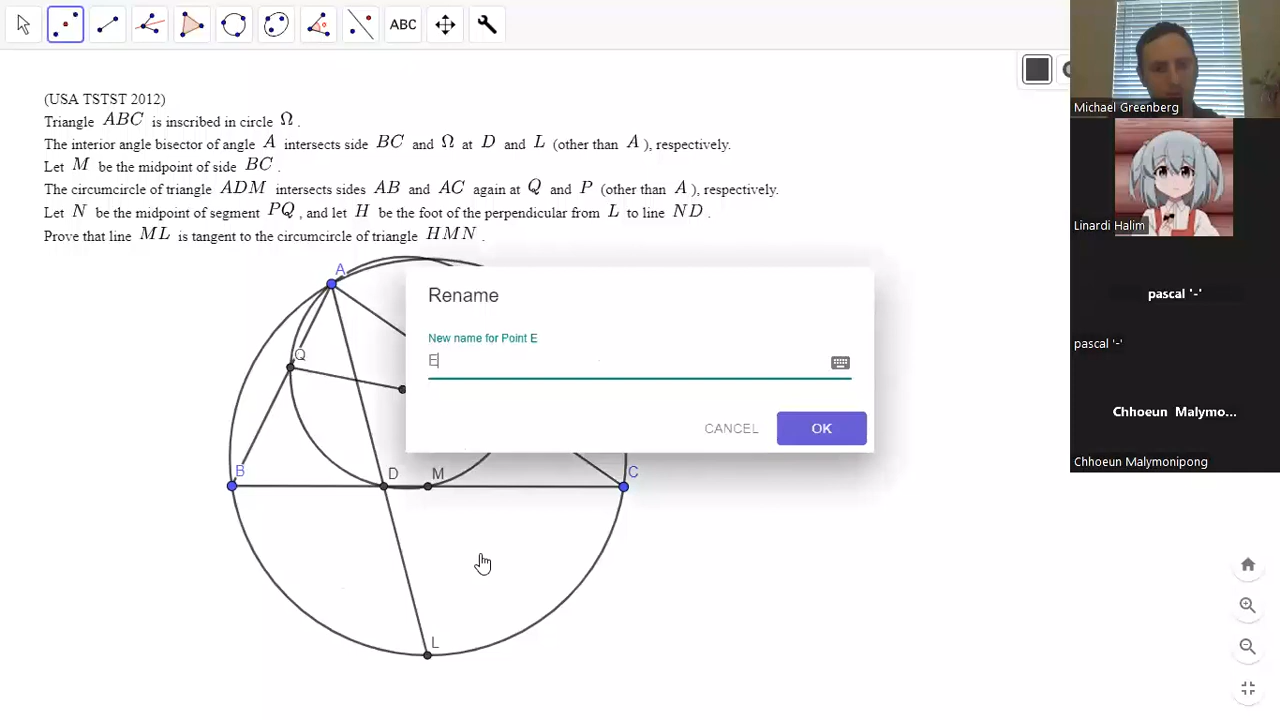 ABC
(USA TSTST 2012)
Triangle ABC is inscribed in circle Ω .
The interior angle bisector of angle A intersects side BC and Ω at D and L (other than A ), respectively.
Let M be the midpoint of side BC .
The circumcircle of triangle ADM intersects sides AB and AC again at Q and P (other than A ), respectively.
Let N be the midpoint of segment PQ , and let H be the foot of the perpendicular from L to line ND .
Prove that line ML is tangent to the circumcircle of triangle HMN .
A
Rename
New name for Point E
E
CANCEL
OK
Q
B
D
M
C
L
Michael Greenberg
Linardi Halim
pascal '-'
pascal '-'
Chhoeun Malymo...
Chhoeun Malymonipong